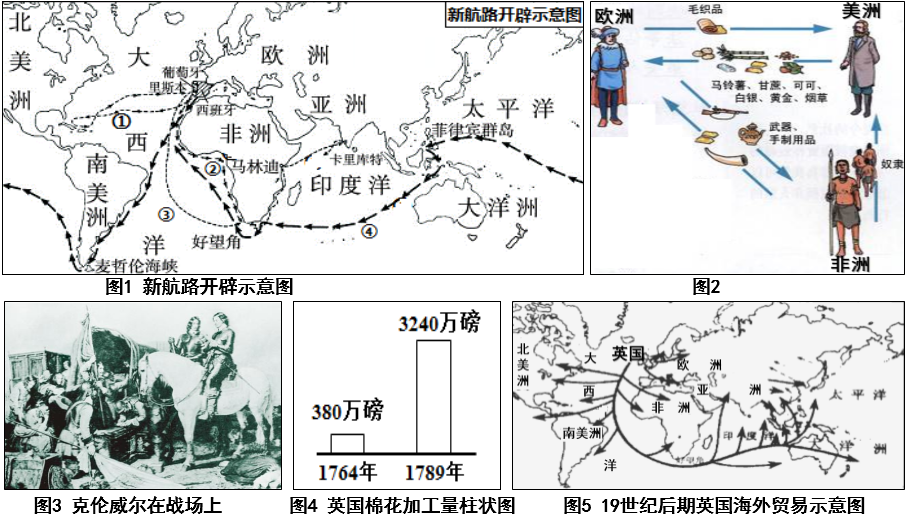 新航路开辟示意图
北美洲
大西洋
欧洲
葡萄牙
里斯本
西班牙
亚洲
太平洋
菲律宾群岛
非洲
马林迪
卡里库特
南美洲
印度洋
大洋洲
好望角
麦哲伦海峡
①
②
③
④
图1 新航路开辟示意图
欧洲
毛织品
美洲
马铃薯、甘蔗、可可、
白银、黄金、烟草
武器、
手制用品
奴隶
非洲
图2
图3 克伦威尔在战场上
3240万磅
380万磅
1764年
1789年
图4 英国棉花加工量柱状图
英国
北美洲
大西洋
欧洲
亚洲
非洲
太平洋
南美洲
印度洋
好望角
洲
图5 19世纪后期英国海外贸易示意图